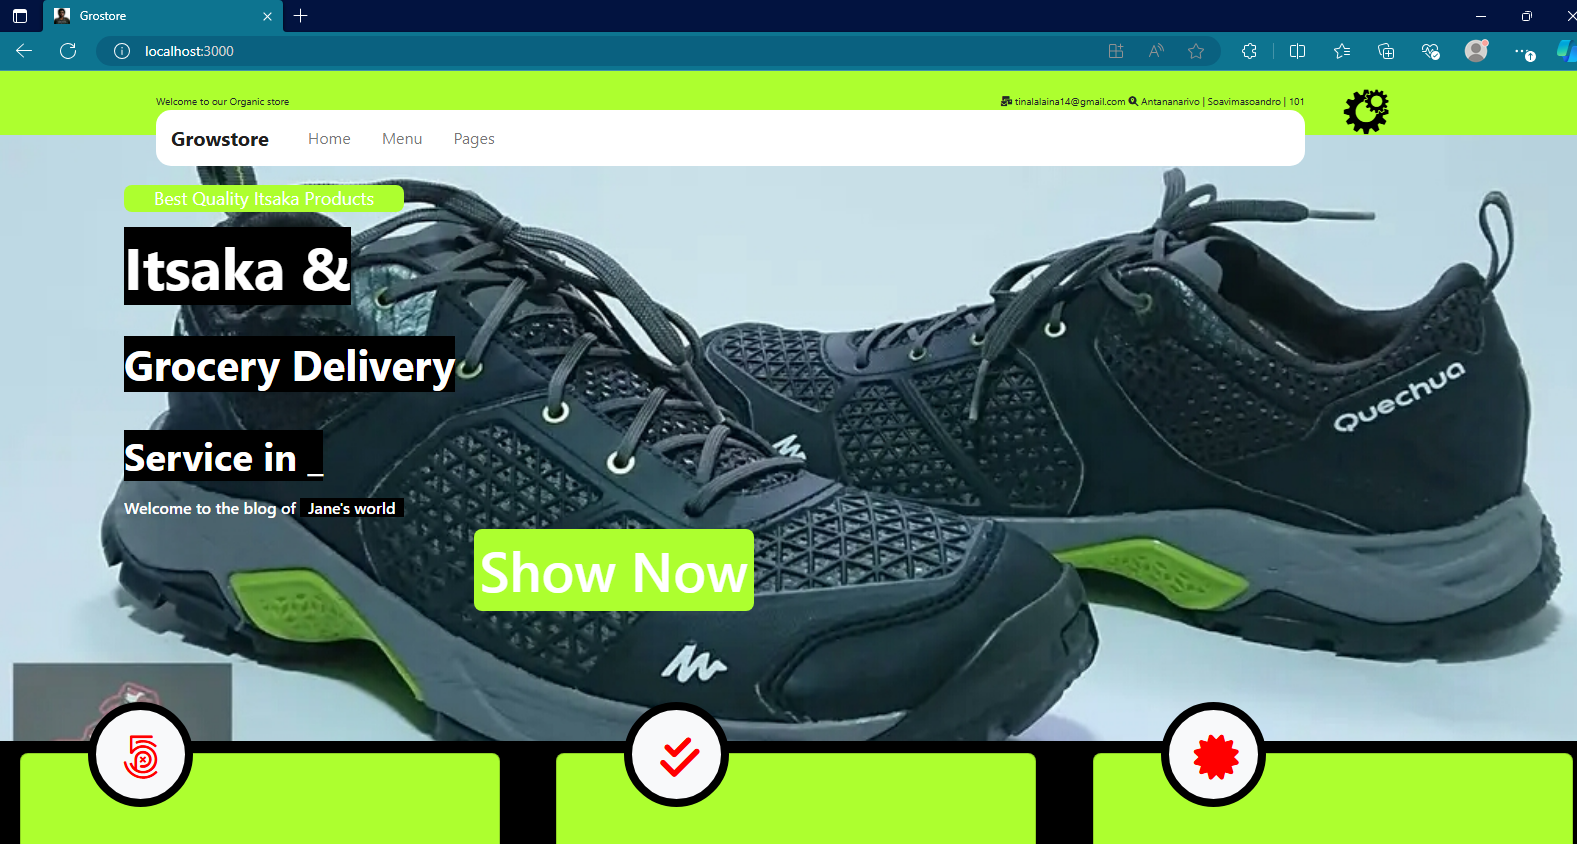 Grostore
localhost:3000
Welcome to our Organic store
tinalalaina14@gmail.com Antananarivo | Soavimasoandro | 101
Growstore Home Menu Pages
Best Quality Itsaka Products
Itsaka &
Grocery Delivery
Service in _
Welcome to the blog of Jane's world
Show Now
Quechua